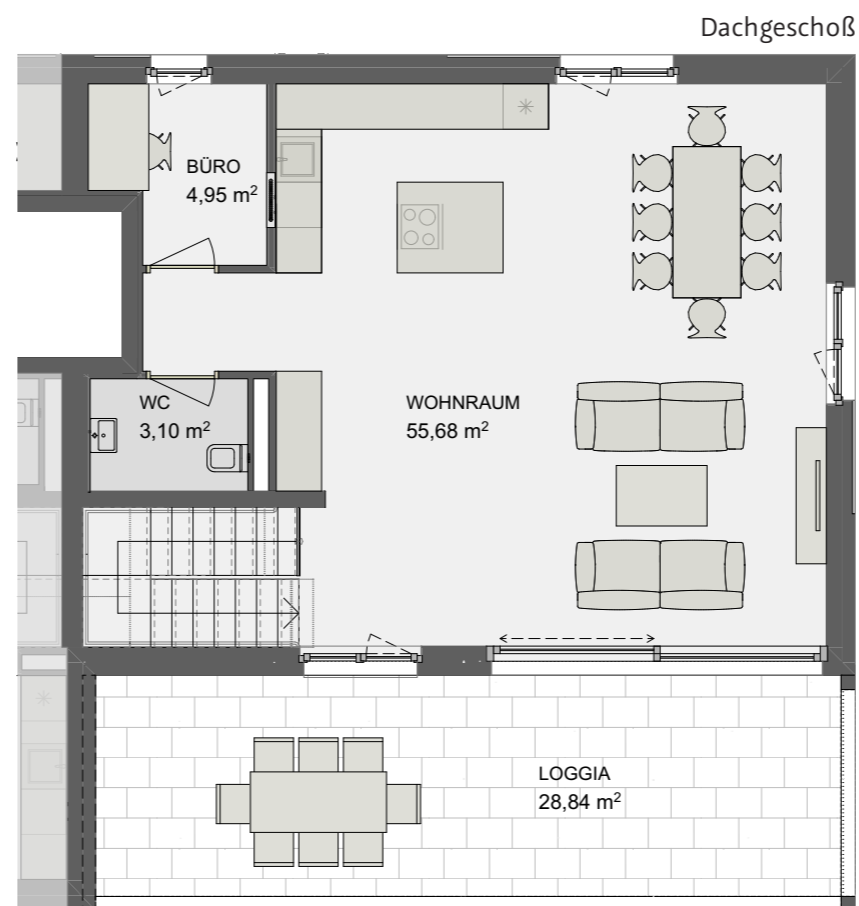 Dachgeschoß
BÜRO
4,95 m²
WC
3,10 m²
WOHNRAUM
55,68 m²
LOGGIA
28,84 m²